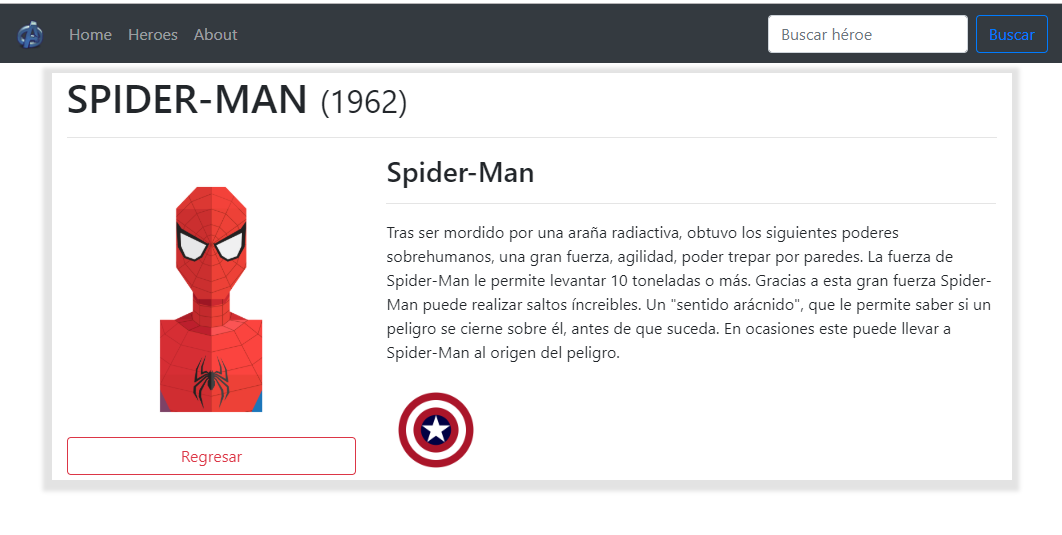 Home Heroes About Buscar héroe Buscar
SPIDER-MAN (1962)
Spider-Man
Tras ser mordido por una araña radiactiva, obtuvo los siguientes poderes
sobrehumanos, una gran fuerza, agilidad, poder trepar por paredes. La fuerza de
Spider-Man le permite levantar 10 toneladas o más. Gracias a esta gran fuerza Spider-
Man puede realizar saltos íncreibles. Un "sentido arácnido", que le permite saber si un
peligro se cierne sobre él, antes de que suceda. En ocasiones este puede llevar a
Spider-Man al origen del peligro.
Regresar